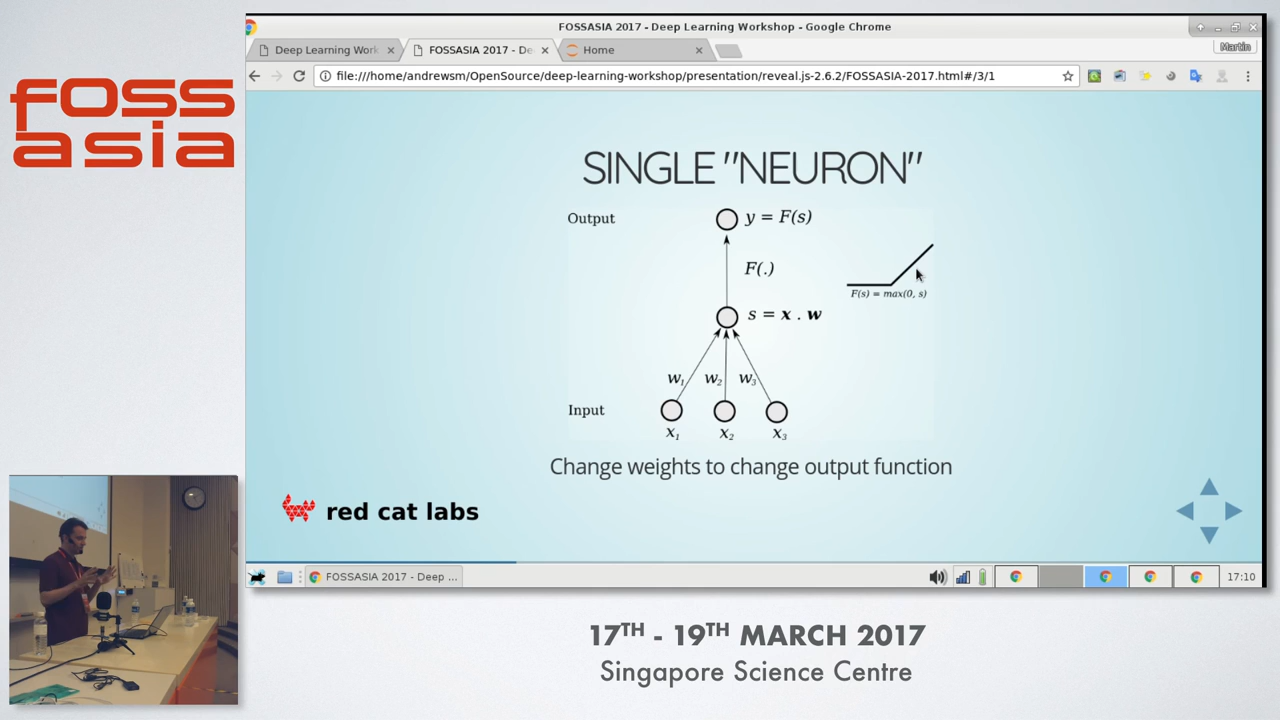 foss
asia
FOSSASIA 2017 - Deep Learning Workshop - Google Chrome
Deep Learning Work
FOSSASIA 2017 - De
Home
Martin
file:///home/andrewsm/OpenSource/deep-learning-workshop/presentation/reveal.js-2.6.2/FOSSASIA-2017.html#/3/1
SINGLE "NEURON"
Output
y = F(s)
F(.)
F(s) = max(0, s)
s = x . w
w₁ w₂ w₃
Input
x₁ x₂ x₃
Change weights to change output function
red cat labs
FOSSASIA 2017 - Deep ...
17:10
17TH - 19TH MARCH 2017
Singapore Science Centre